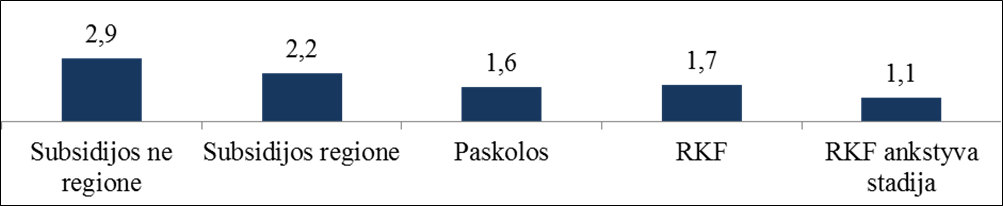 2,9
2,2
1,6
1,7
1,1
Subsidijos ne
regione
Subsidijos regione
Paskolos
RKF
RKF ankstyva
stadija